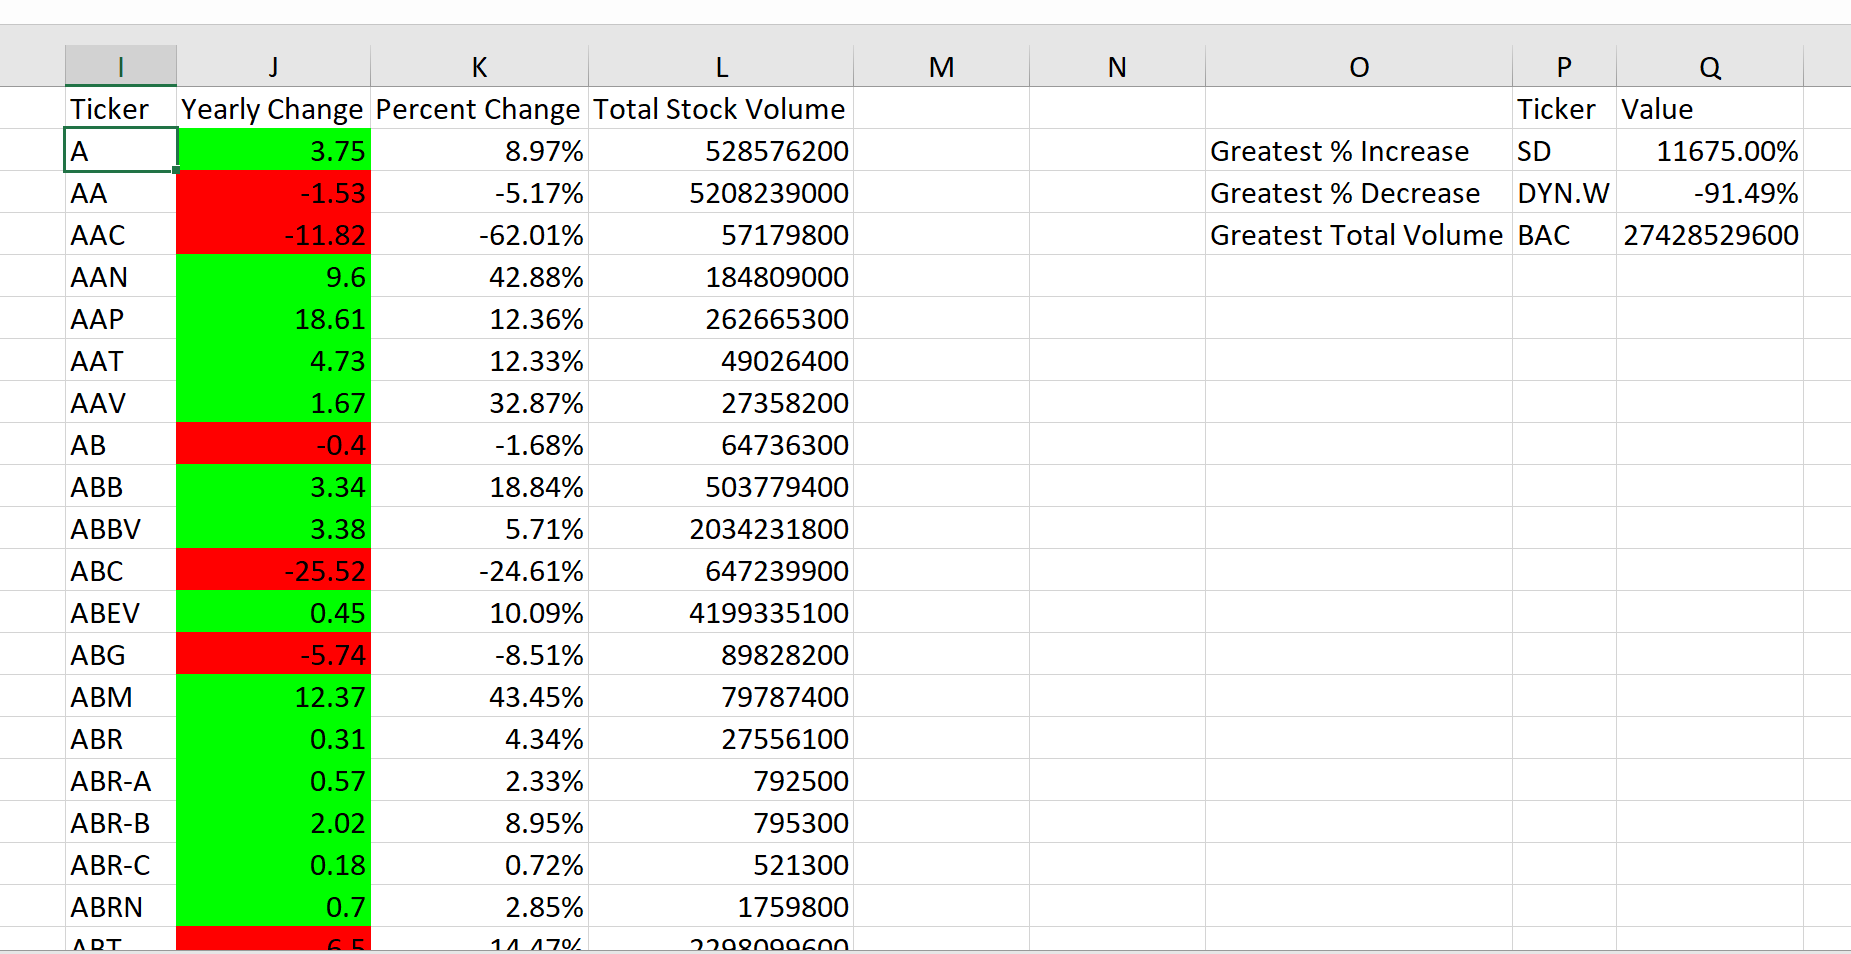 I J K L M N O P Q
Ticker Yearly Change Percent Change Total Stock Volume Ticker Value
A 3.75 8.97% 528576200 Greatest % Increase SD 11675.00%
AA -1.53 -5.17% 5208239000 Greatest % Decrease DYN.W -91.49%
AAC -11.82 -62.01% 57179800 Greatest Total Volume BAC 27428529600
AAN 9.6 42.88% 184809000
AAP 18.61 12.36% 262665300
AAT 4.73 12.33% 49026400
AAV 1.67 32.87% 27358200
AB -0.4 -1.68% 64736300
ABB 3.34 18.84% 503779400
ABBV 3.38 5.71% 2034231800
ABC -25.52 -24.61% 647239900
ABEV 0.45 10.09% 4199335100
ABG -5.74 -8.51% 89828200
ABM 12.37 43.45% 79787400
ABR 0.31 4.34% 27556100
ABR-A 0.57 2.33% 792500
ABR-B 2.02 8.95% 795300
ABR-C 0.18 0.72% 521300
ABRN 0.7 2.85% 1759800
ABT